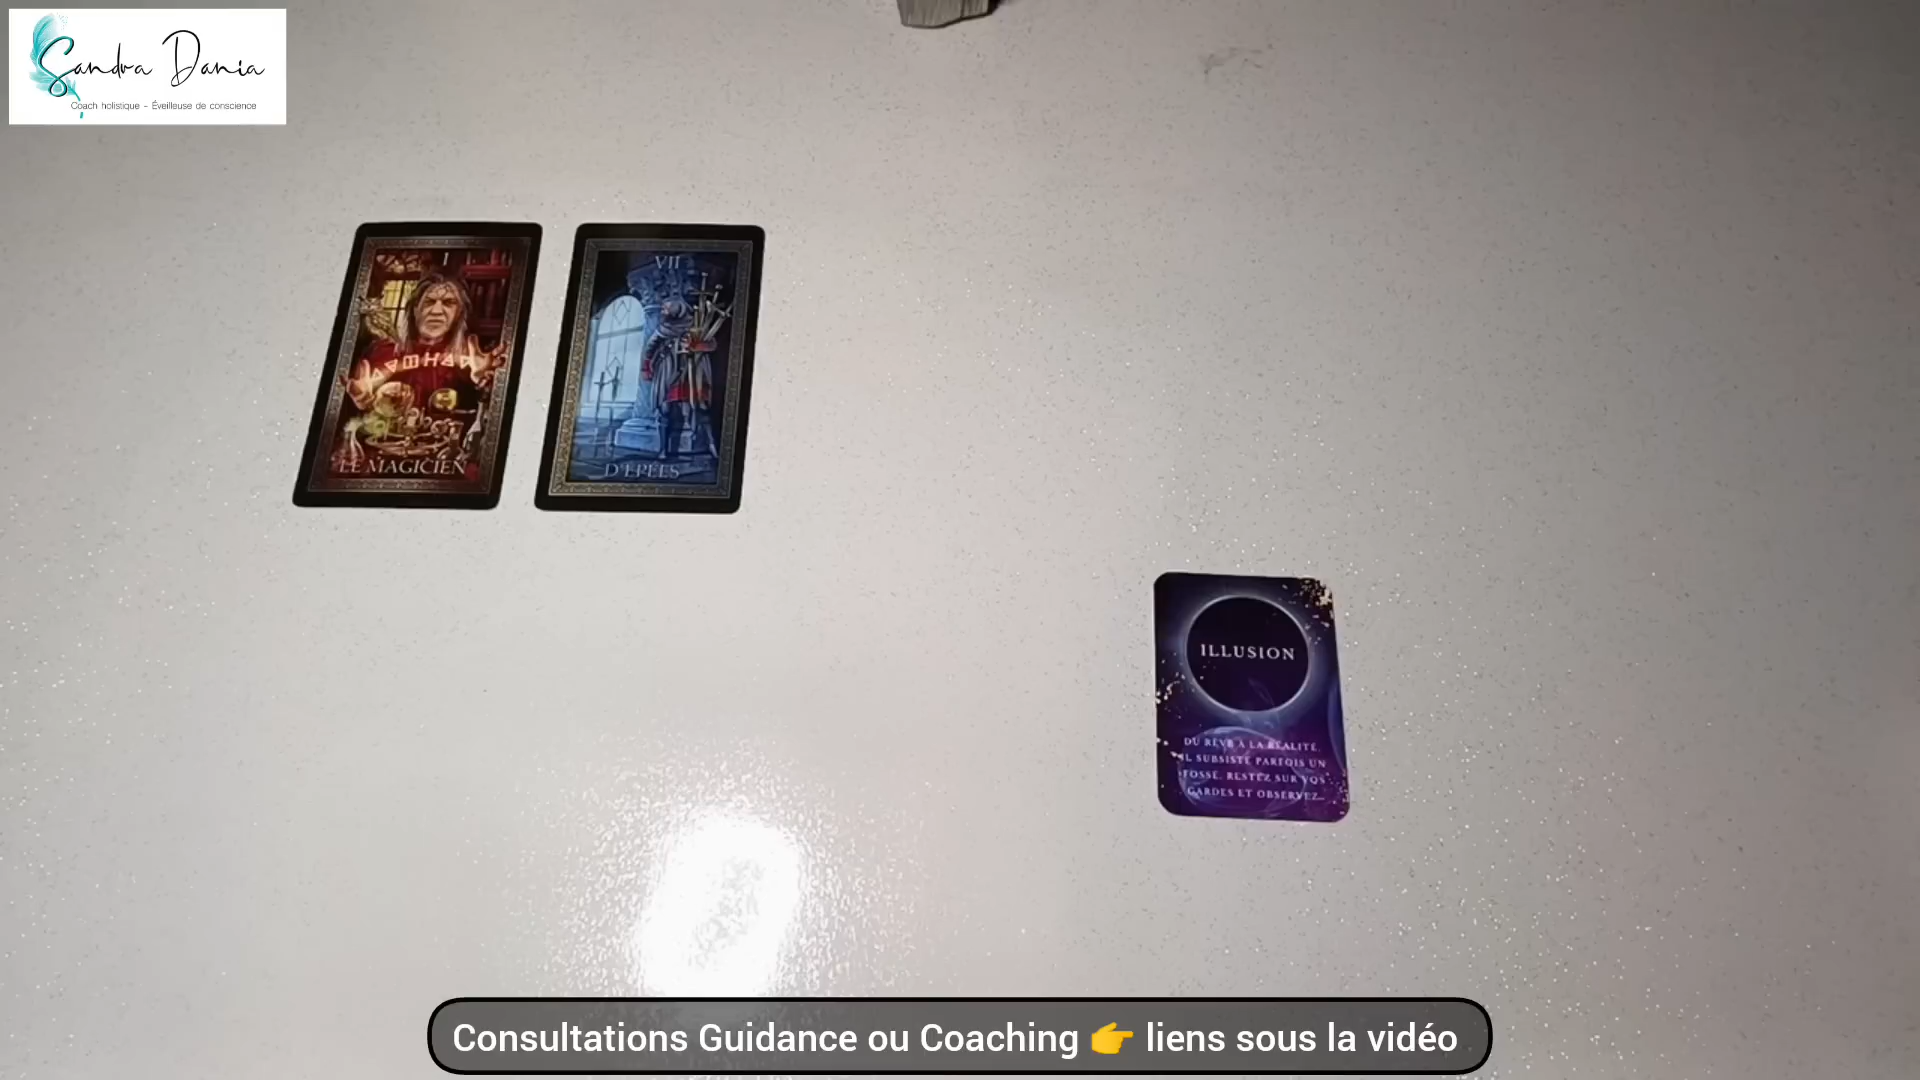 Sandra Dania
Coach holistique - Éveilleuse de conscience
I
LE MAGICIEN
VII
D'ÉPÉES
ILLUSION
DU RÊVE À LA RÉALITÉ,
IL SUBSISTE PARFOIS UN
FOSSÉ. RESTEZ SUR VOS
GARDES ET OBSERVEZ...
Consultations Guidance ou Coaching 👉 liens sous la vidéo